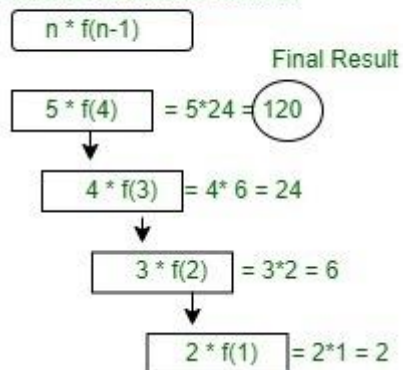 n * f(n-1)
Final Result
5 * f(4) = 5*24 = 120
4 * f(3) = 4* 6 = 24
3 * f(2) = 3*2 = 6
2 * f(1) = 2*1 = 2